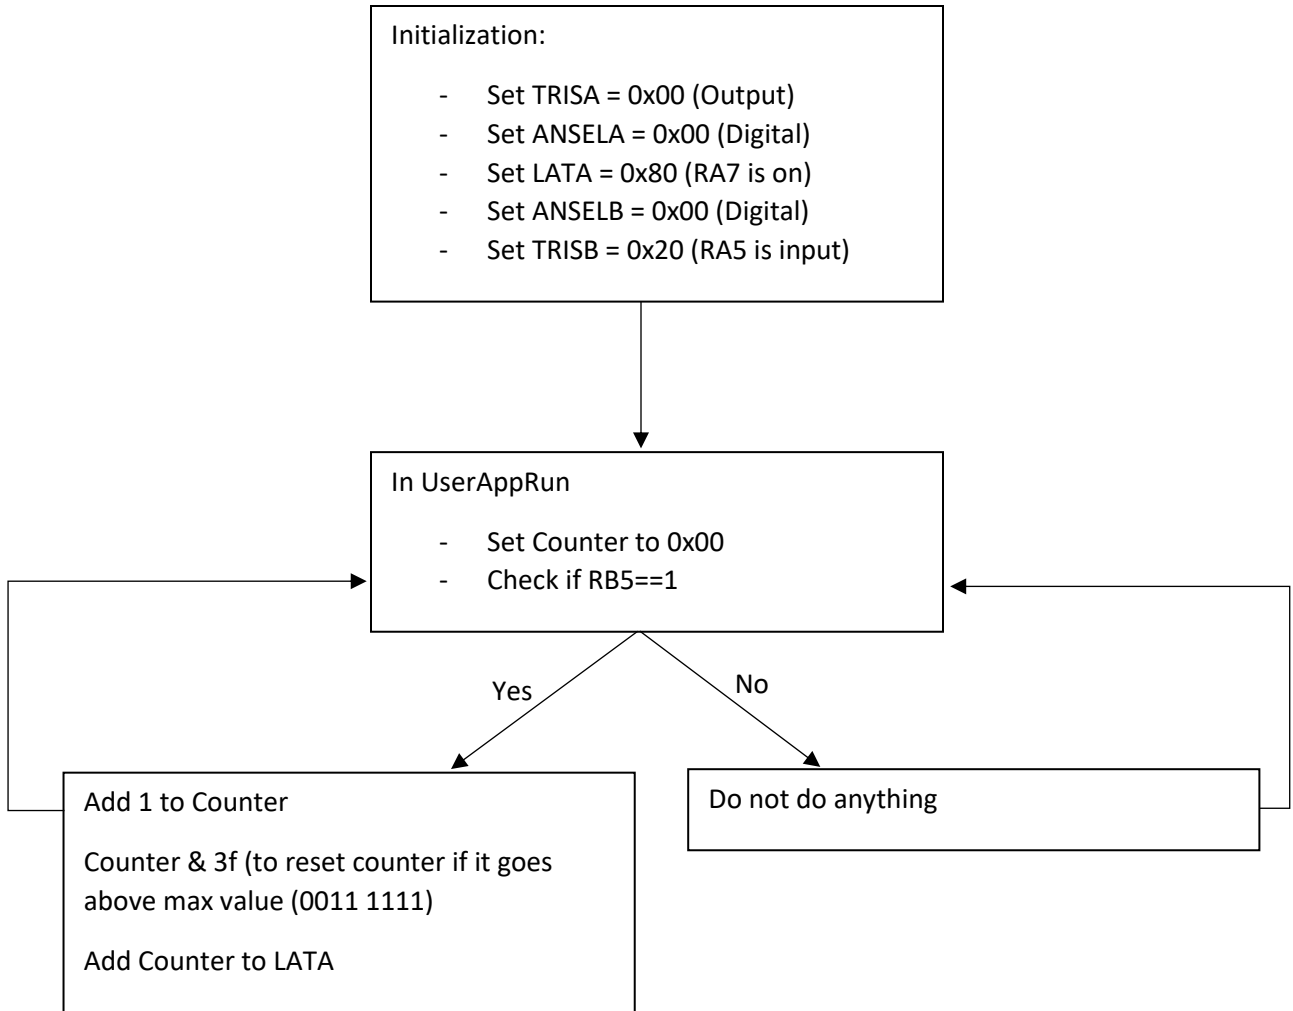 Initialization:
- Set TRISA = 0x00 (Output)
- Set ANSELA = 0x00 (Digital)
- Set LATA = 0x80 (RA7 is on)
- Set ANSELB = 0x00 (Digital)
- Set TRISB = 0x20 (RA5 is input)
In UserAppRun
- Set Counter to 0x00
- Check if RB5==1
Yes
No
Add 1 to Counter
Counter & 3f (to reset counter if it goes
above max value (0011 1111)
Add Counter to LATA
Do not do anything